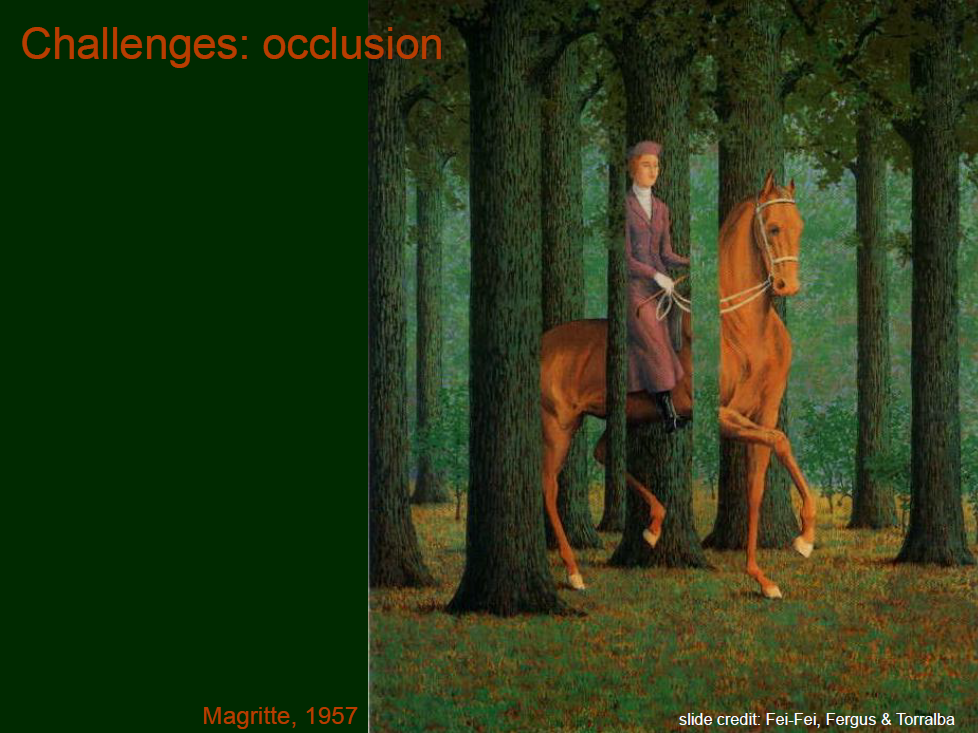 Challenges: occlusion
Magritte, 1957
slide credit: Fei-Fei, Fergus & Torralba